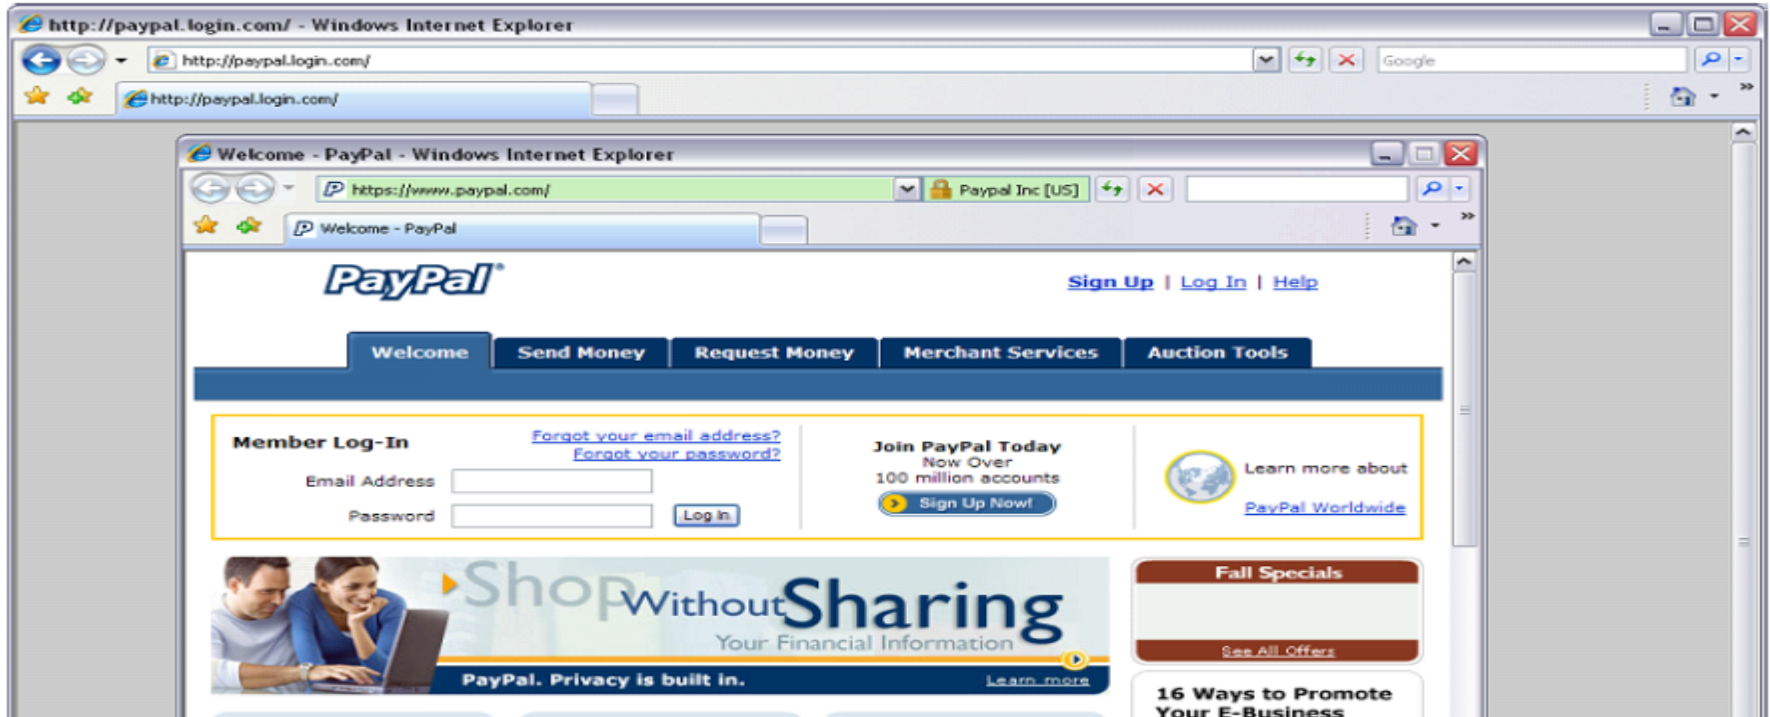 http://paypal.login.com/ - Windows Internet Explorer
http://paypal.login.com/
Google
http://paypal.login.com/
Welcome - PayPal - Windows Internet Explorer
https://www.paypal.com/
Paypal Inc [US]
Welcome - PayPal
PayPal®
Sign Up | Log In | Help
Welcome
Send Money
Request Money
Merchant Services
Auction Tools
Member Log-In
Forgot your email address?
Forgot your password?
Email Address
Password
Log In
Join PayPal Today
Now Over
100 million accounts
Sign Up Now!
Learn more about
PayPal Worldwide
Shop Without Sharing
Your Financial Information
PayPal. Privacy is built in.
Learn more
Fall Specials
See All Offers
16 Ways to Promote
Your E-Business